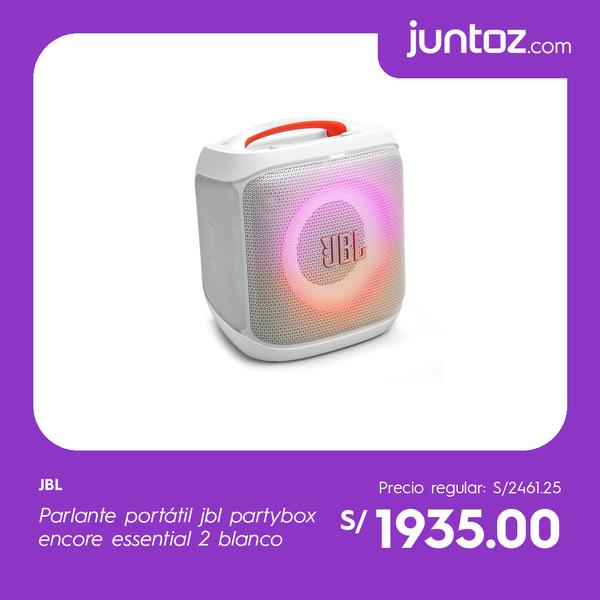 juntoz.com
JBL
JBL
Precio regular: S/2461.25
Parlante portátil jbl partybox
encore essential 2 blanco
S/1935.00